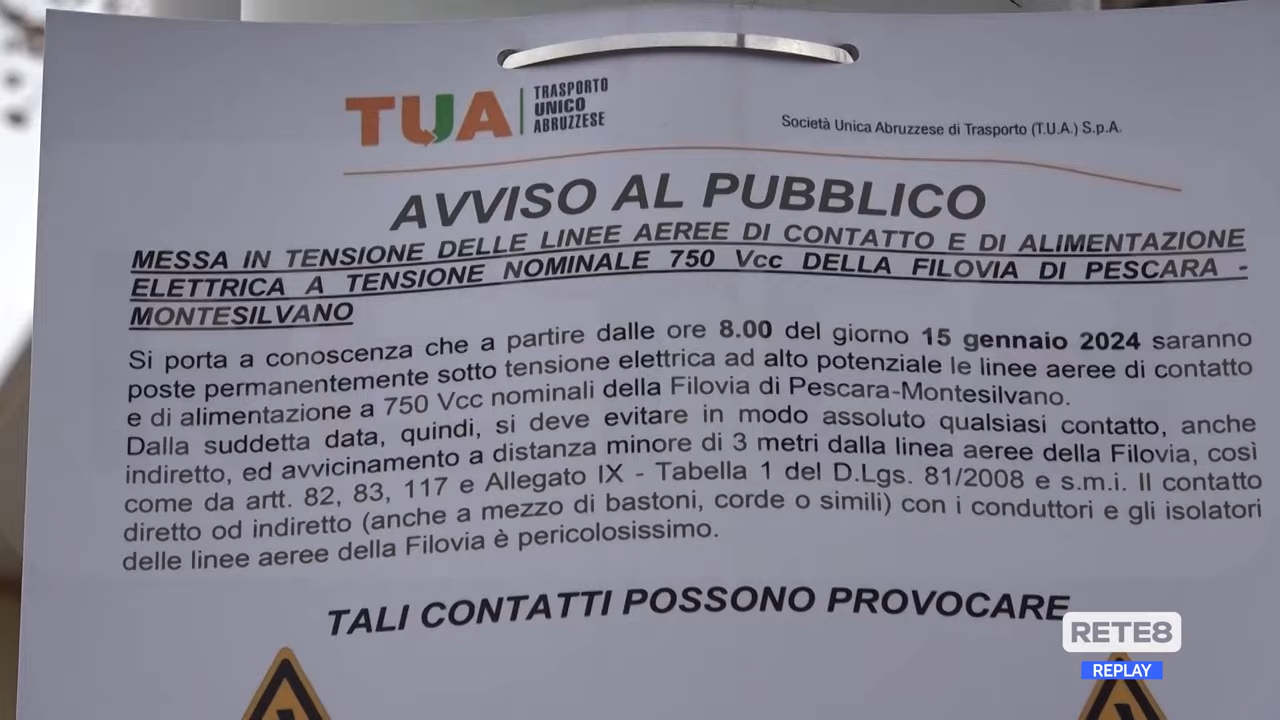 TUA
TRASPORTO
UNICO
ABRUZZESE
Società Unica Abruzzese di Trasporto (T.U.A.) S.p.A.
AVVISO AL PUBBLICO
MESSA IN TENSIONE DELLE LINEE AEREE DI CONTATTO E DI ALIMENTAZIONE
ELETTRICA A TENSIONE NOMINALE 750 Vcc DELLA FILOVIA DI PESCARA -
MONTESILVANO
Si porta a conoscenza che a partire dalle ore 8.00 del giorno 15 gennaio 2024 saranno
poste permanentemente sotto tensione elettrica ad alto potenziale le linee aeree di contatto
e di alimentazione a 750 Vcc nominali della Filovia di Pescara-Montesilvano.
Dalla suddetta data, quindi, si deve evitare in modo assoluto qualsiasi contatto, anche
indiretto, ed avvicinamento a distanza minore di 3 metri dalla linea aeree della Filovia, così
come da artt. 82, 83, 117 e Allegato IX - Tabella 1 del D.Lgs. 81/2008 e s.m.i. Il contatto
diretto od indiretto (anche a mezzo di bastoni, corde o simili) con i conduttori e gli isolatori
delle linee aeree della Filovia è pericolosissimo.
TALI CONTATTI POSSONO PROVOCARE
RETE8
REPLAY